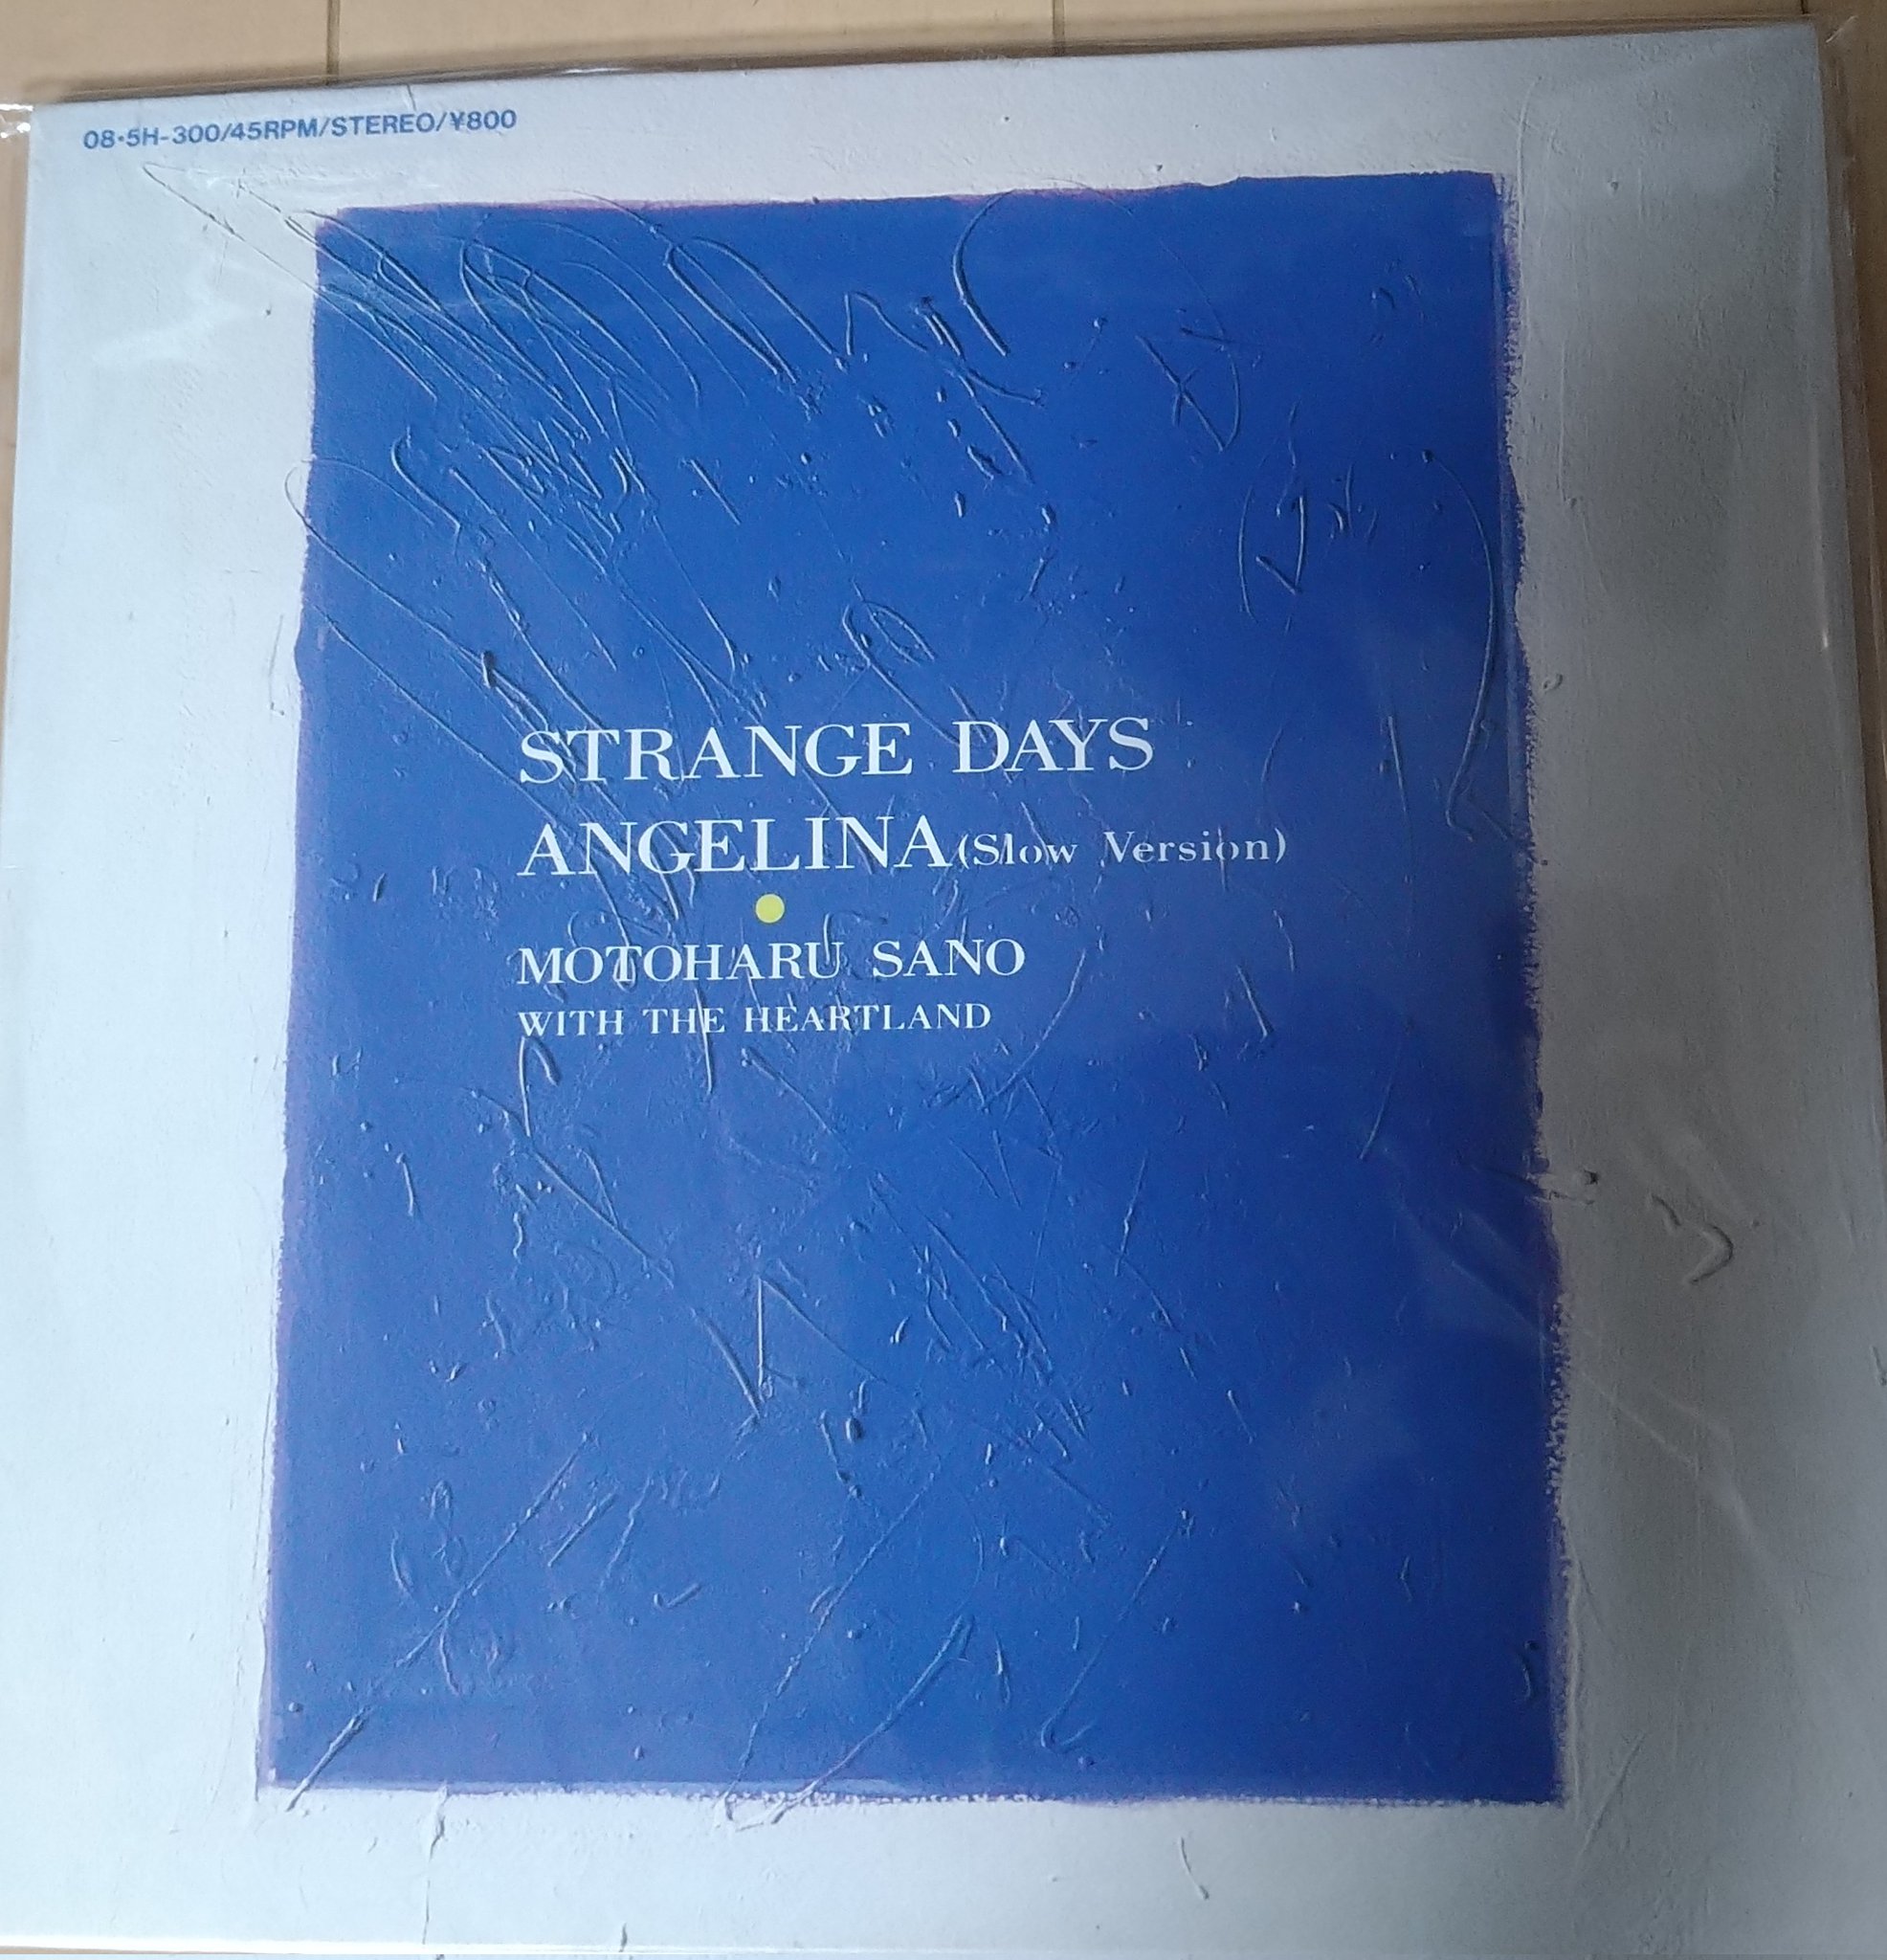 08・5H-300/45RPM/STEREO/¥800
STRANGE DAYS
ANGELINA(Slow Version)
MOTOHARU SANO
WITH THE HEARTLAND